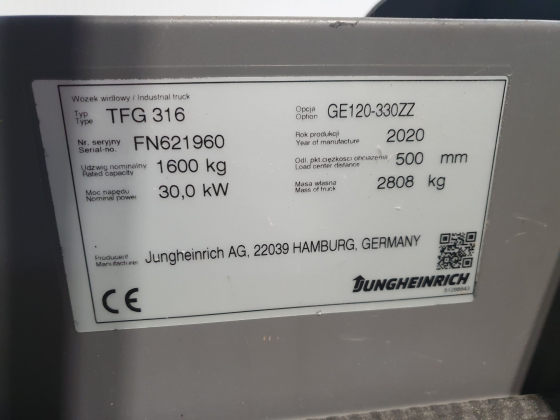 Wózek widłowy / Industrial truck
Typ
Type
TFG 316
Opcja
Option
GE120-330ZZ
Nr. seryjny
Serial-no.
FN621960
Rok produkcji
Year of manufacture
2020
Udźwig nominalny
Rated capacity
1600 kg
Odl. pkt.ciężkości obciążenia
Load center distance
500 mm
Moc napędu
Nominal power
30,0 kW
Masa własna
Mass of truck
2808 kg
Producent
Manufacturer
Jungheinrich AG, 22039 HAMBURG, GERMANY
CE
JUNGHEINRICH